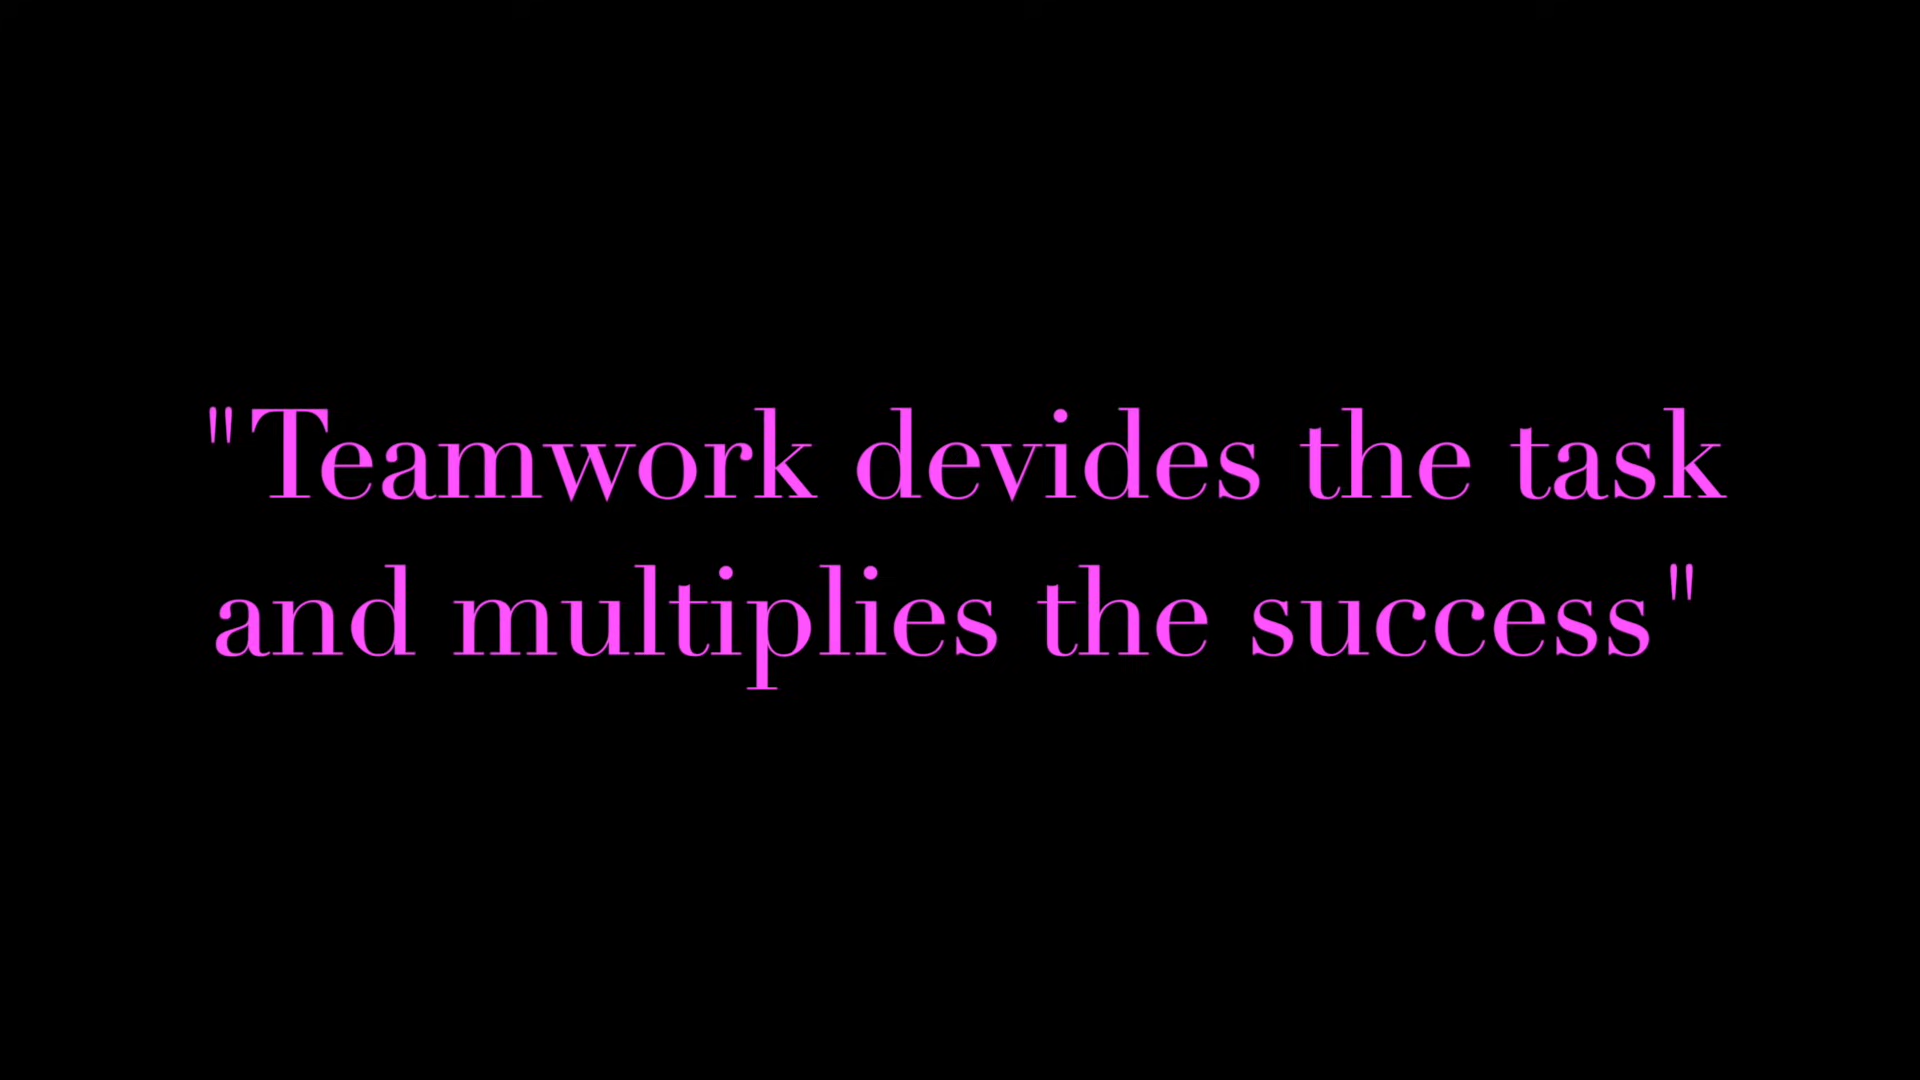 "Teamwork devides the task
and multiplies the success"